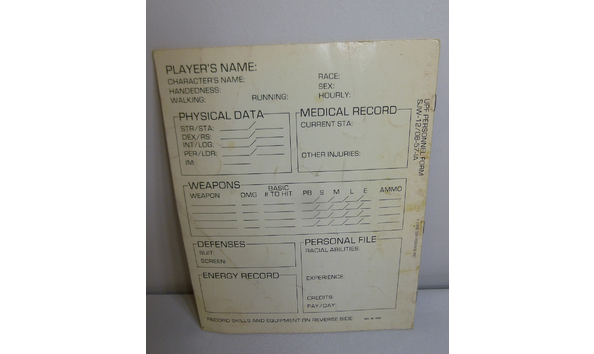 PLAYER'S NAME:
CHARACTER'S NAME:
RACE:
HANDEDNESS:
SEX:
WALKING:
RUNNING:
HOURLY:
PHYSICAL DATA
STR/STA:
DEX/RS:
INT/LOG:
PER/LDR:
IM:
MEDICAL RECORD
CURRENT STA:
OTHER INJURIES:
WEAPONS
WEAPON DMG BASIC # TO HIT PB S M L E AMMO
DEFENSES
SUIT:
SCREEN:
ENERGY RECORD
PERSONAL FILE
RACIAL ABILITIES:
EXPERIENCE:
CREDITS:
PAY/DAY:
RECORD SKILLS AND EQUIPMENT ON REVERSE SIDE
UPF PERSONNEL FORM